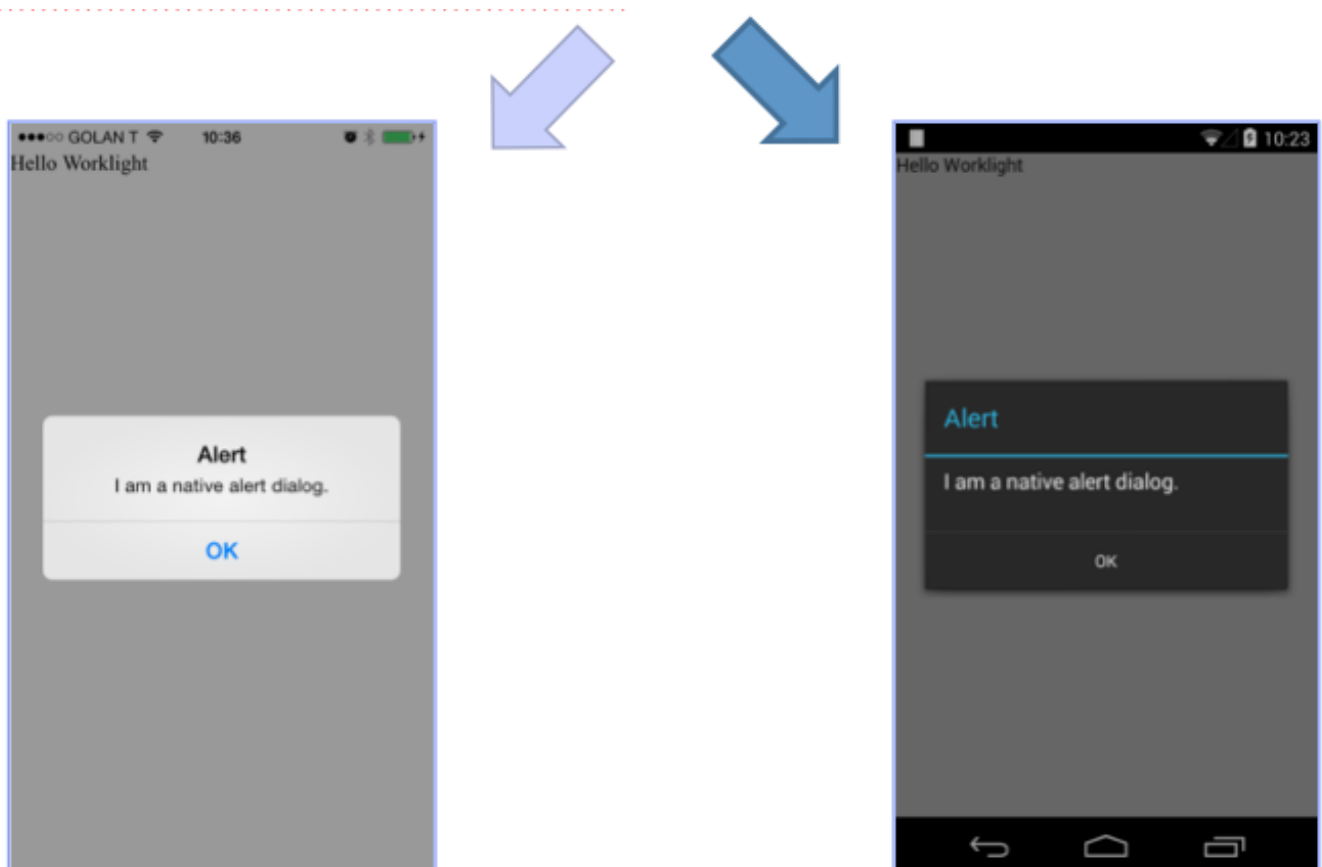 GOLAN T 10:36
Hello Worklight
Alert
I am a native alert dialog.
OK
10:23
Hello Worklight
Alert
I am a native alert dialog.
OK